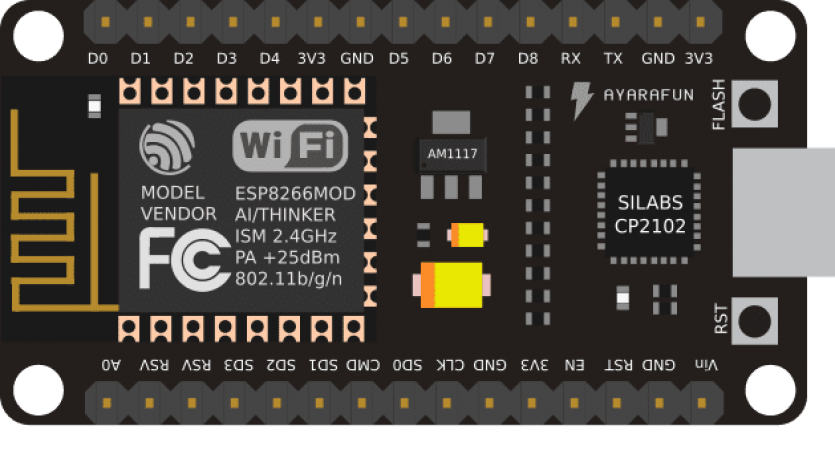 D0 D1 D2 D3 D4 3V3 GND D5 D6 D7 D8 RX TX GND 3V3
AYARAFUN
FLASH
WiFi
AM1117
MODEL ESP8266MOD
VENDOR AI/THINKER
ISM 2.4GHz
PA +25dBm
802.11b/g/n
FC
SILABS
CP2102
RST
A0 RSV RSV SD3 SD2 SD1 CMD SD0 CLK GND 3V3 EN RST GND Vin